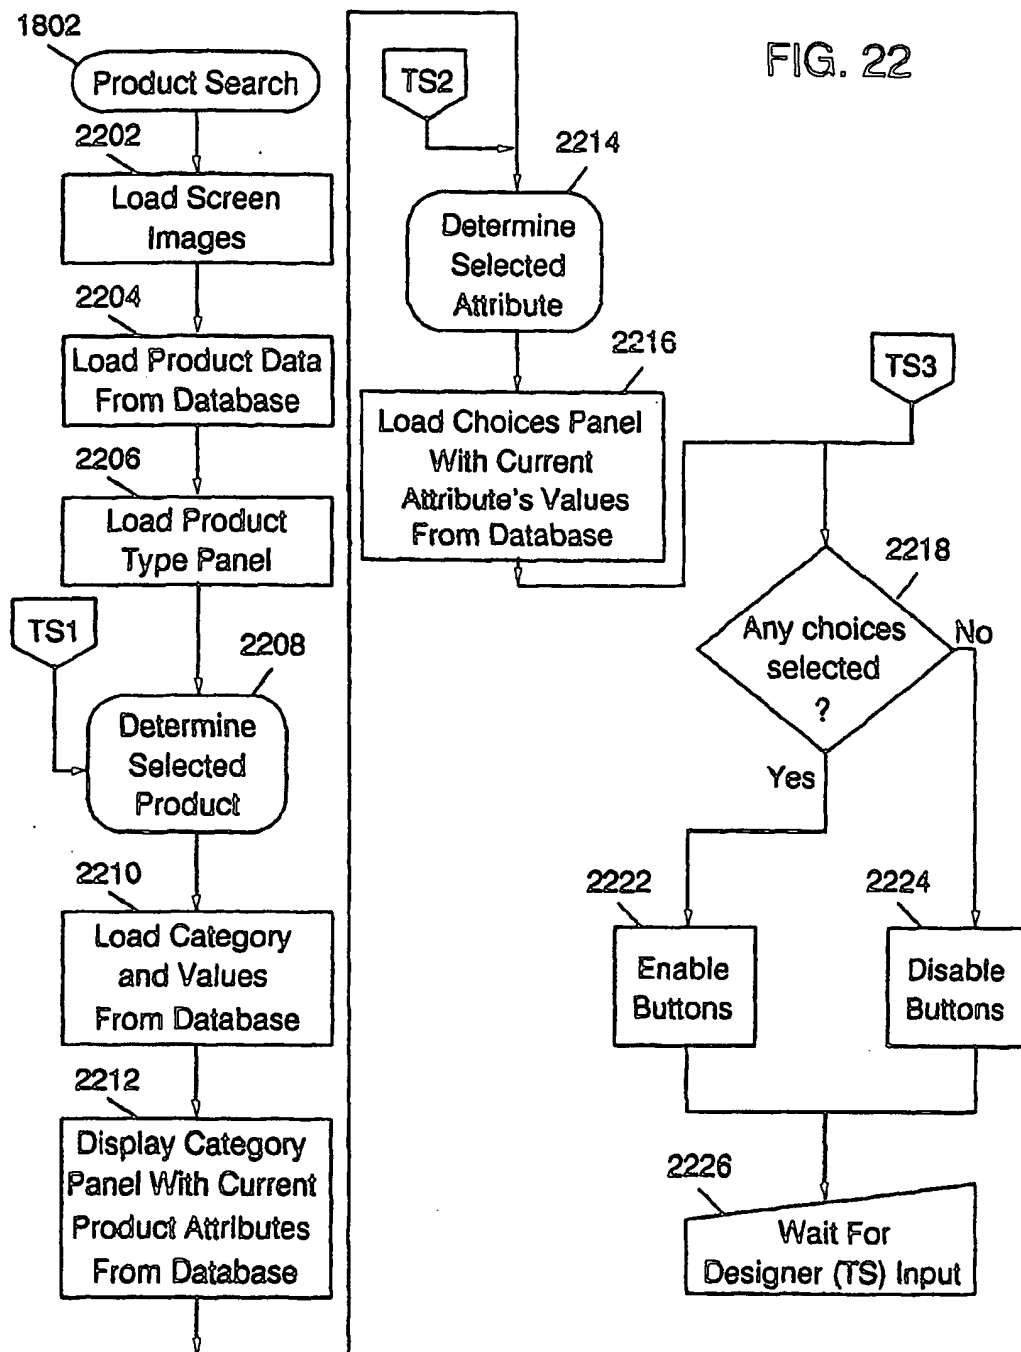 FIG. 22
1802
Product Search
2202
Load Screen
Images
2204
Load Product Data
From Database
2206
Load Product
Type Panel
TS1
2208
Determine
Selected
Product
2210
Load Category
and Values
From Database
2212
Display Category
Panel With Current
Product Attributes
From Database
TS2
2214
Determine
Selected
Attribute
2216
Load Choices Panel
With Current
Attribute's Values
From Database
TS3
2218
Any choices
selected
?
No
Yes
2222
Enable
Buttons
2224
Disable
Buttons
2226
Wait For
Designer (TS) Input